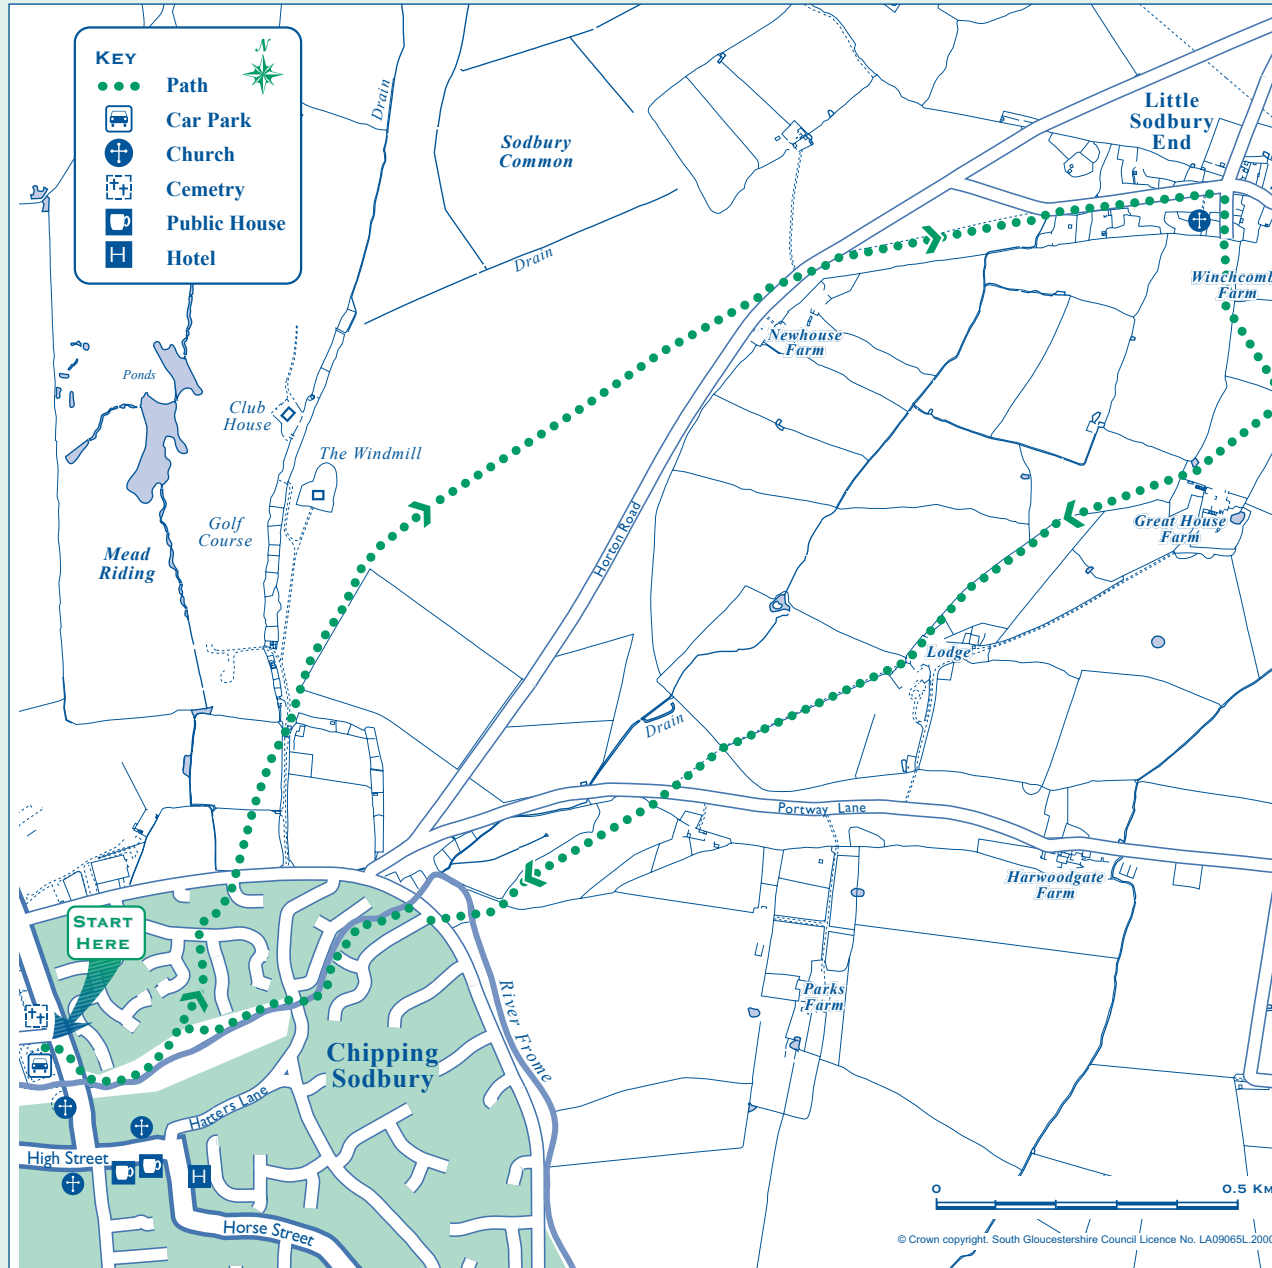 KEY
N
Path
Car Park
Church
Cemetry
Public House
H
Hotel
Drain
Sodbury
Common
Drain
Little
Sodbury
End
Winchcomb
Farm
Newhouse
Farm
Ponds
Club
House
The Windmill
Golf
Course
Mead
Riding
Horton Road
Great House
Farm
Lodge
Drain
Portway Lane
Harwoodgate
Farm
START
HERE
Parks
Farm
River Frome
Chipping
Sodbury
Hatters Lane
High Street
H
Horse Street
0
0.5 KM
© Crown copyright. South Gloucestershire Council Licence No. LA09065L.2000